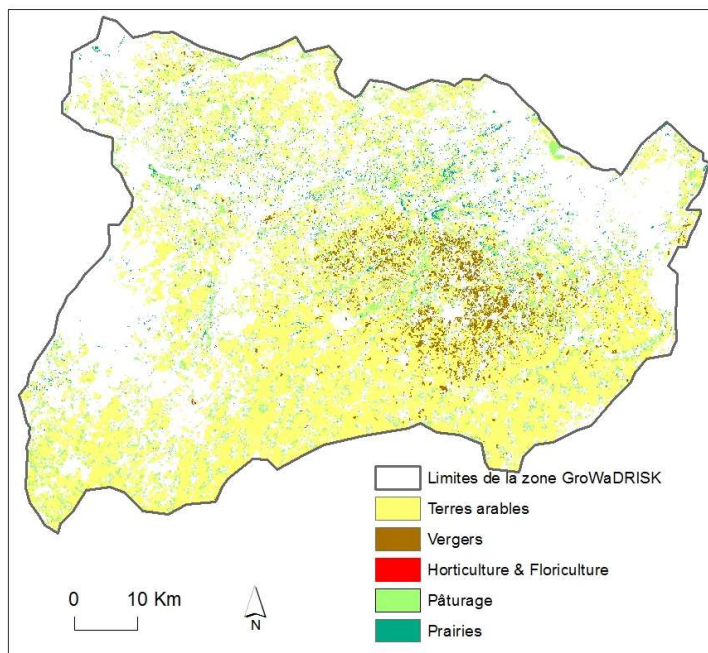 Limites de la zone GroWaDRISK
Terres arables
Vergers
Horticulture & Floriculture
Pâturage
Prairies
0 10 Km
N